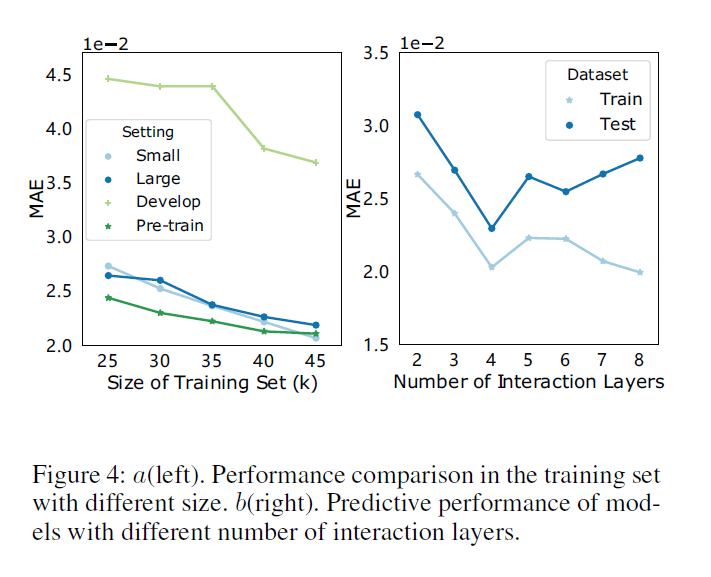 1e−2
4.5
4.0
3.5
3.0
2.5
2.0
MAE
Setting
Small
Large
Develop
Pre-train
25 30 35 40 45
Size of Training Set (k)
1e−2
3.5
3.0
2.5
2.0
1.5
MAE
Dataset
Train
Test
2 3 4 5 6 7 8
Number of Interaction Layers
Figure 4: a(left). Performance comparison in the training set
with different size. b(right). Predictive performance of mod-
els with different number of interaction layers.